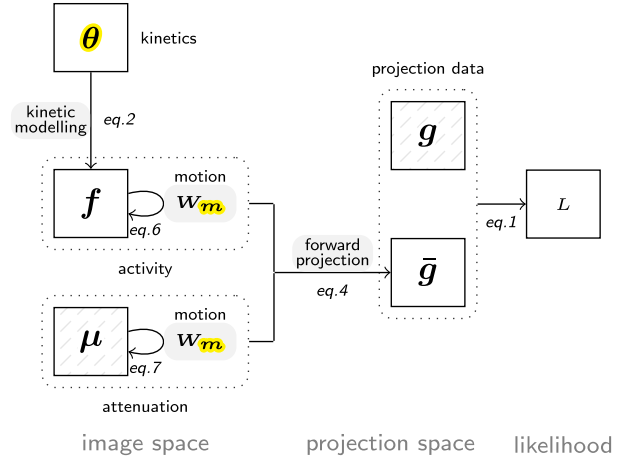 θ
kinetics
kinetic
modelling
eq.2
projection data
g
motion
f
w_m
eq.6
activity
forward
projection
eq.4
ḡ
eq.1
L
motion
μ
w_m
eq.7
attenuation
image space
projection space
likelihood